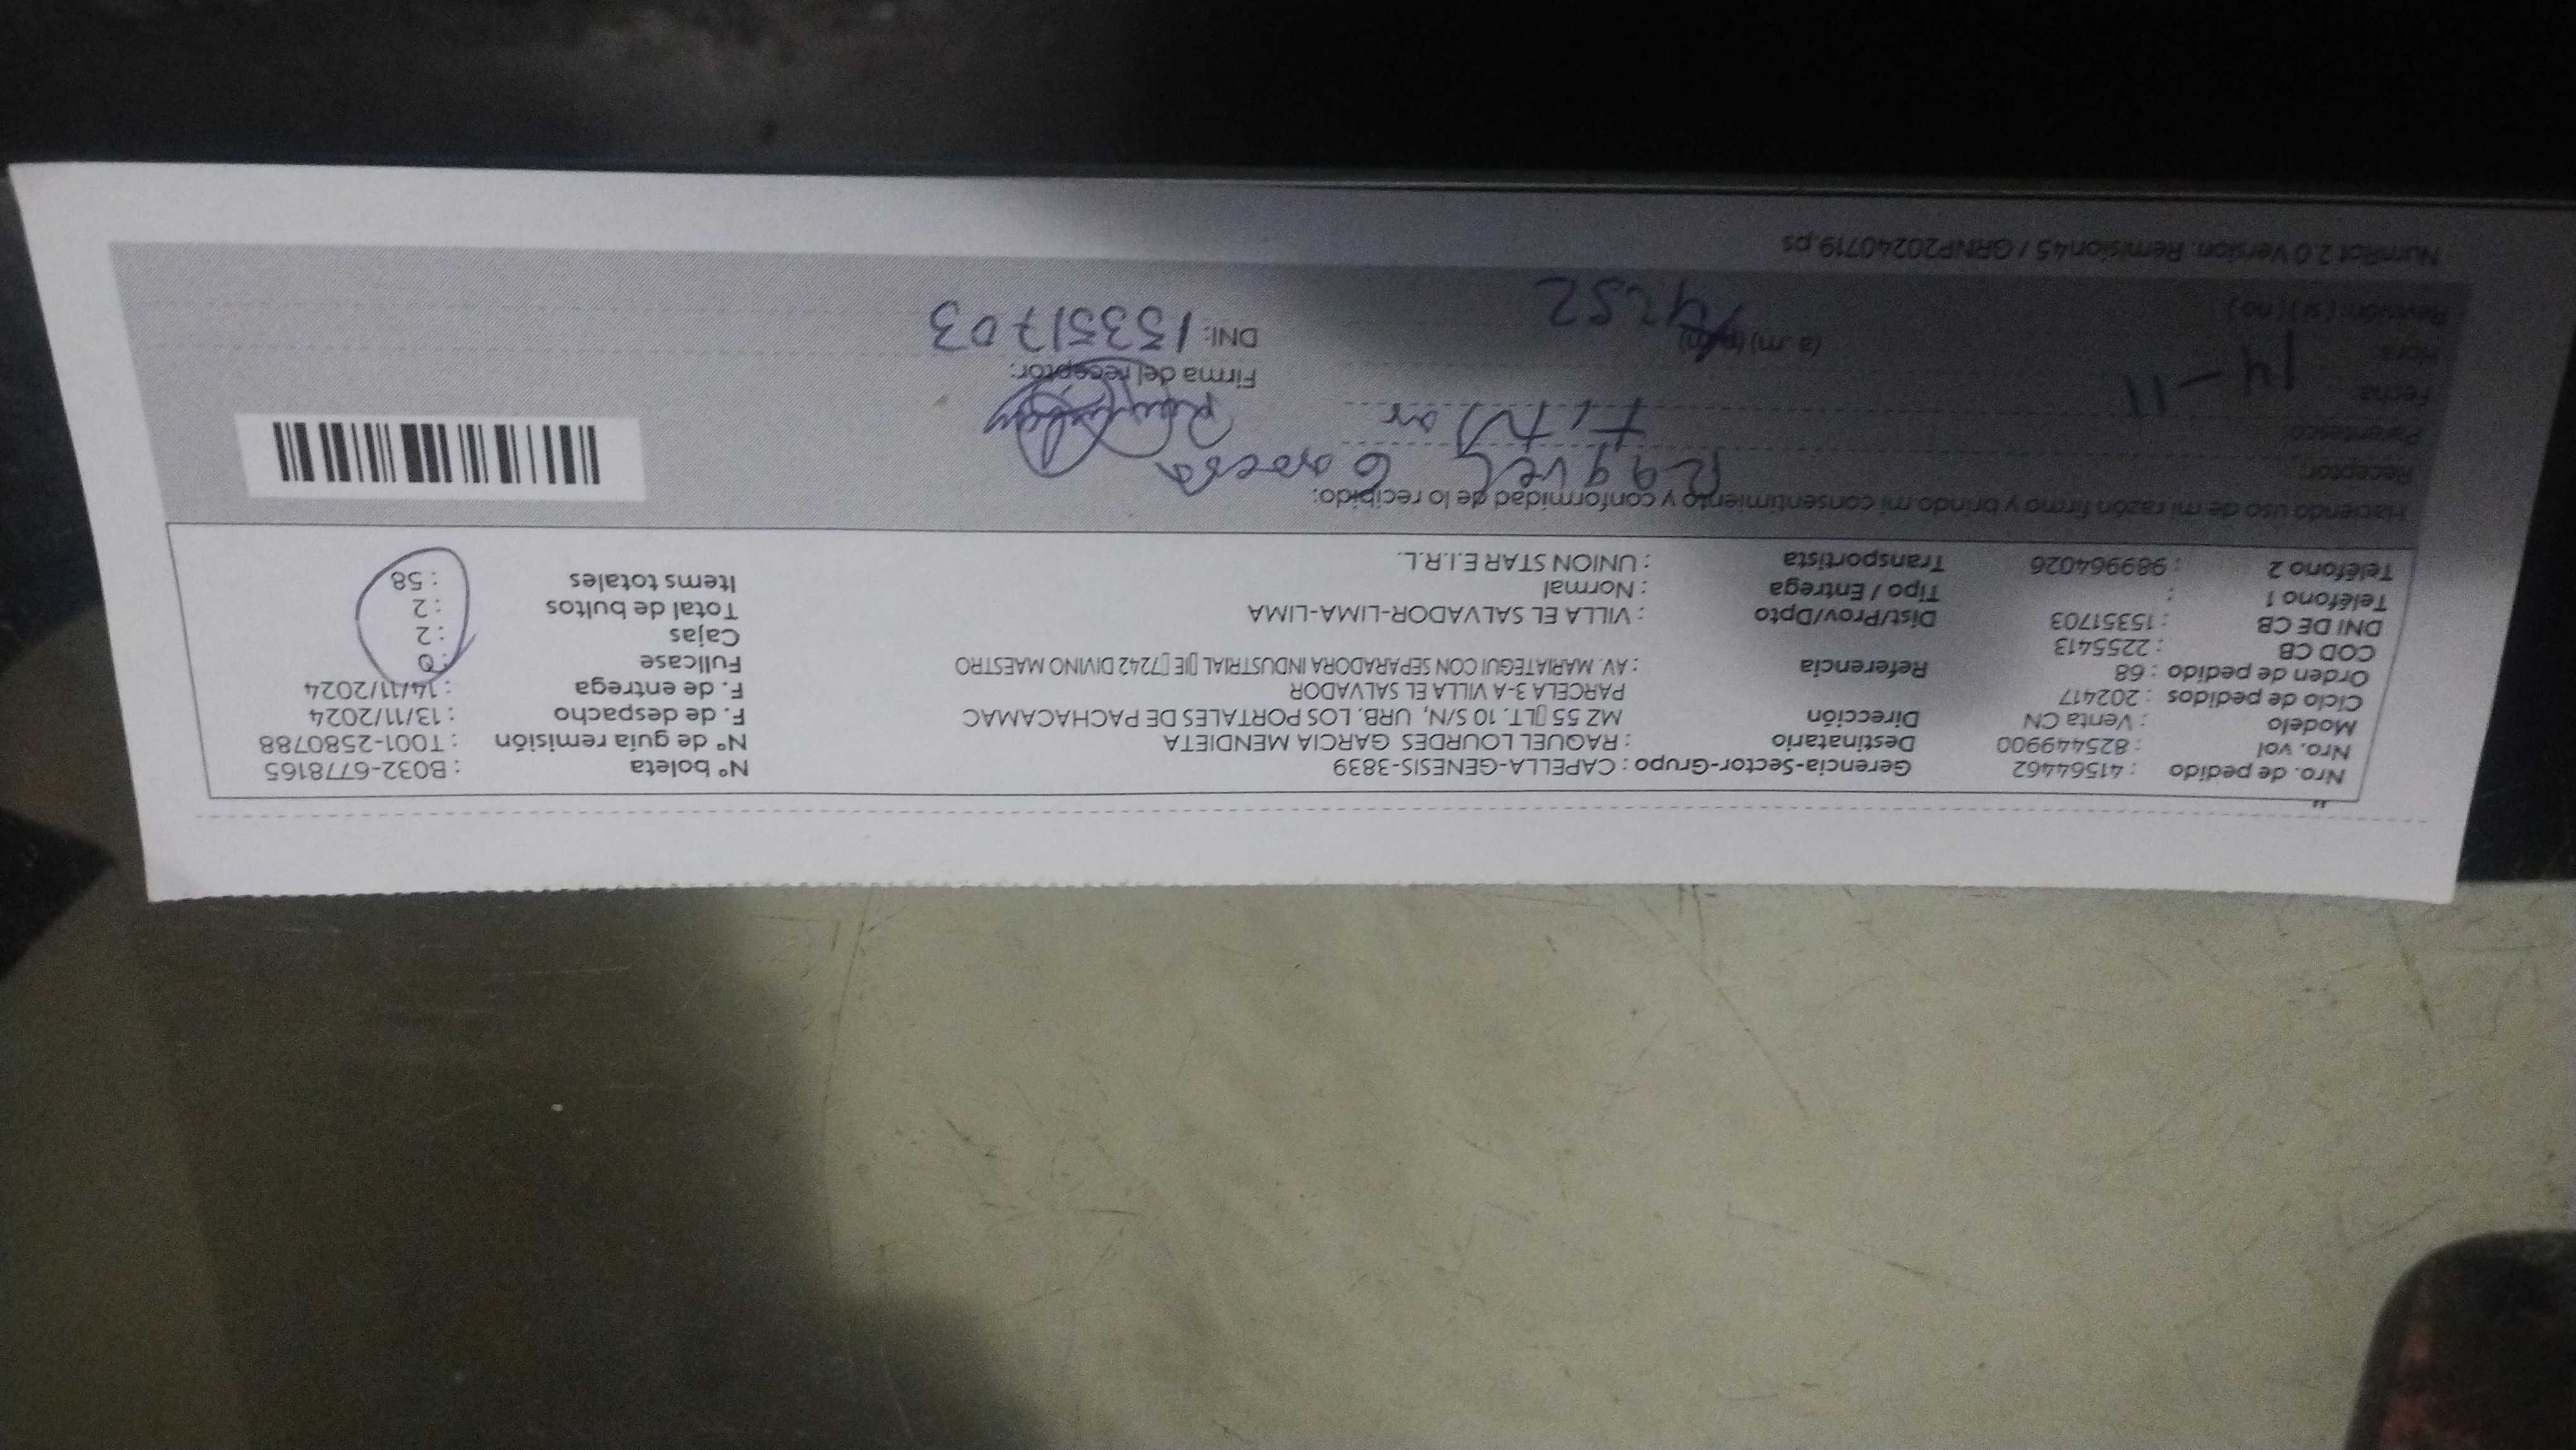 Nro. de pedido : 41564462 Gerencia-Sector-Grupo : CAPELLA-GENESIS-3839 N° boleta : B032-6778165
Nro. vol : 825449900 Destinatario : RAQUEL LOURDES GARCIA MENDIETA N° de guía remisión : T001-2580788
Modelo : Venta CN Dirección MZ 55 LT. 10 S/N, URB. LOS PORTALES DE PACHACAMAC F. de despacho : 13/11/2024
Ciclo de pedidos : 202417 PARCELA 3-A VILLA EL SALVADOR F. de entrega : 14/11/2024
Orden de pedido : 68 Referencia : AV. MARIATEGUI CON SEPARADORA INDUSTRIAL IE 7242 DIVINO MAESTRO Fullcase : 0
COD CB : 2255413 Cajas : 2
DNI DE CB : 15351703 Dist/Prov/Dpto : VILLA EL SALVADOR-LIMA-LIMA Total de bultos : 2
Teléfono 1 : Tipo / Entrega : Normal Items totales : 58
Teléfono 2 : 989964026 Transportista : UNION STAR E.I.R.L.
Haciendo uso de mi razón firmo y brindo mi consentimiento y conformidad de lo recibido:
Receptor: Raquel
Parentesco:
Fecha: 14-11 Firma del receptor:
Hora: (a.m) (p.m) DNI: 15351703
Revisión: ( si ) ( no )
NumRot 2.0 Version. Remision45 / GRNP20240719.ps